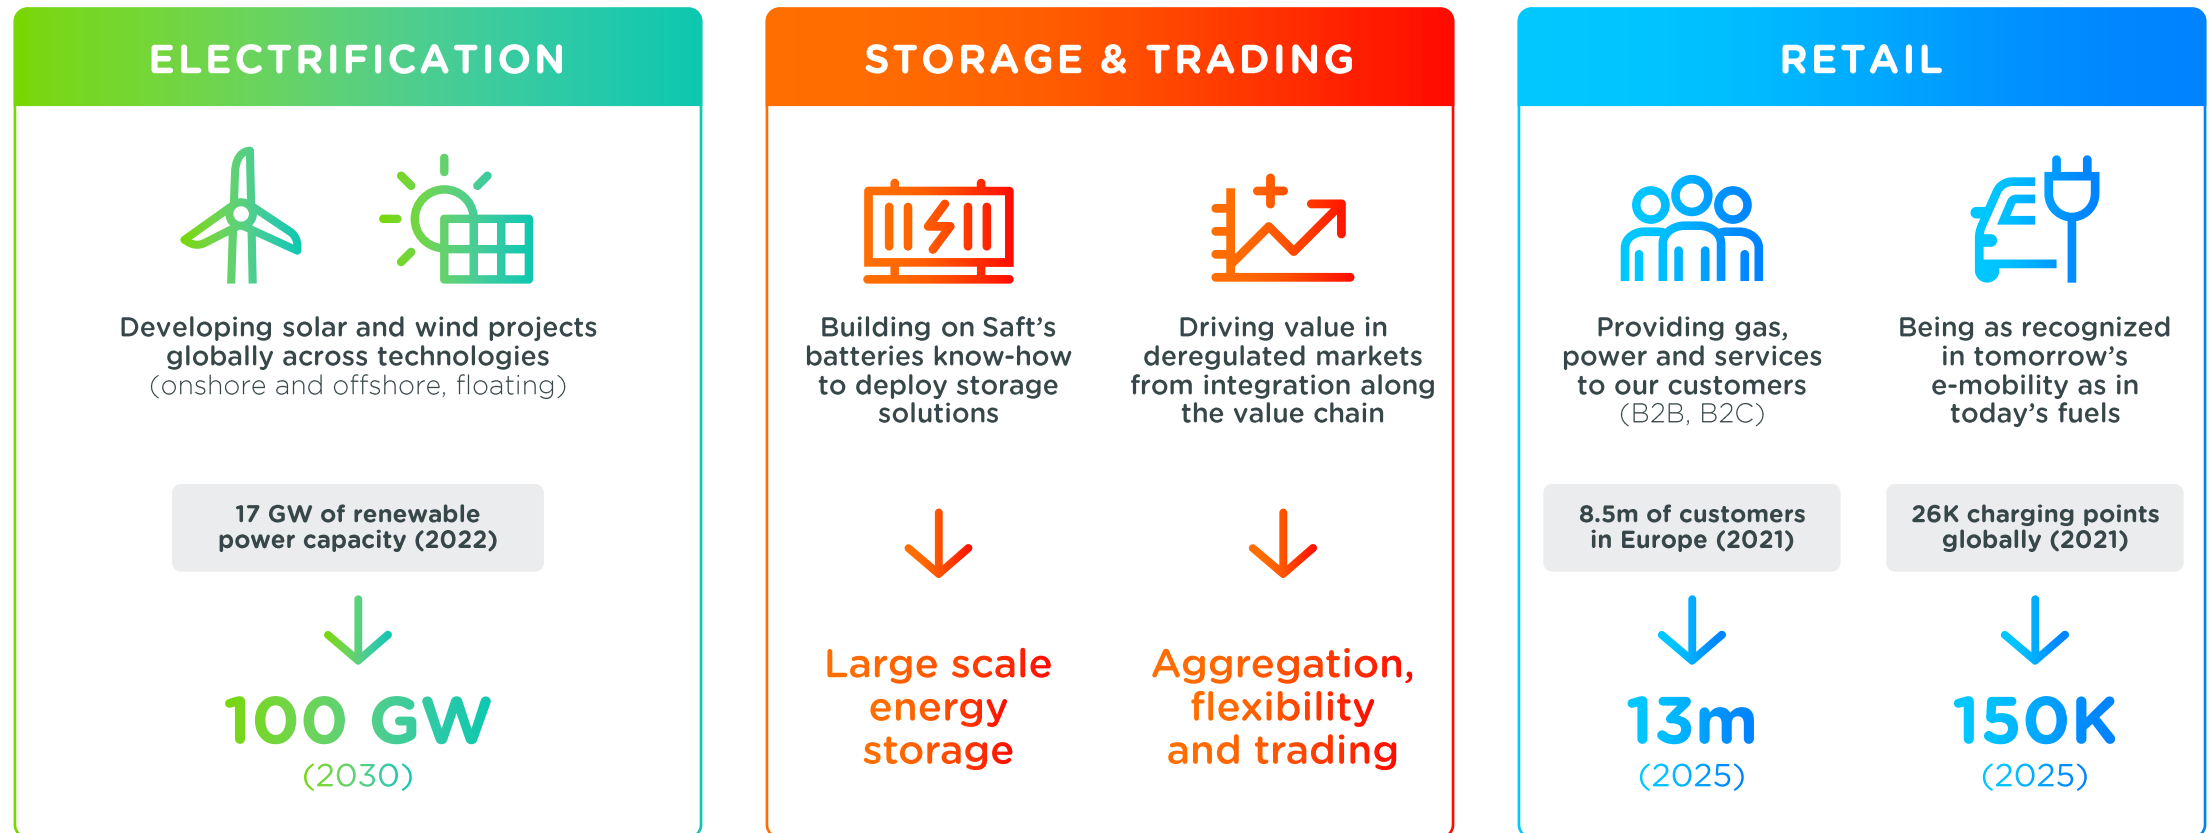 ELECTRIFICATION
Developing solar and wind projects
globally across technologies
(onshore and offshore, floating)
17 GW of renewable
power capacity (2022)
100 GW
(2030)
STORAGE & TRADING
Building on Saft’s
batteries know-how
to deploy storage
solutions
Large scale
energy
storage
Driving value in
deregulated markets
from integration along
the value chain
Aggregation,
flexibility
and trading
RETAIL
Providing gas,
power and services
to our customers
(B2B, B2C)
8.5m of customers
in Europe (2021)
13m
(2025)
Being as recognized
in tomorrow’s
e-mobility as in
today’s fuels
26K charging points
globally (2021)
150K
(2025)